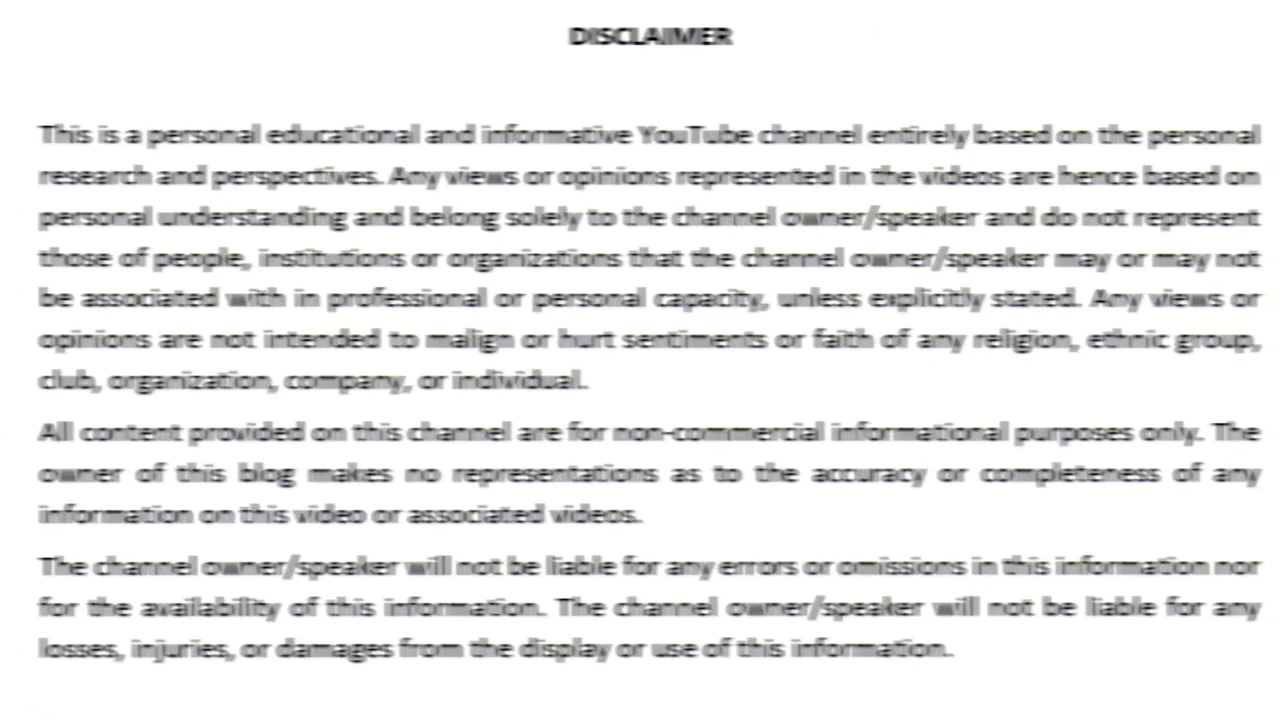 DISCLAIMER
This is a personal educational and informative YouTube channel entirely based on the personal
research and perspectives. Any views or opinions represented in the videos are hence based on
personal understanding and belong solely to the channel owner/speaker and do not represent
those of people, institutions or organizations that the channel owner/speaker may or may not
be associated with in professional or personal capacity, unless explicitly stated. Any views or
opinions are not intended to malign or hurt sentiments or faith of any religion, ethnic group,
club, organization, company, or individual.
All content provided on this channel are for non-commercial informational purposes only. The
owner of this blog makes no representations as to the accuracy or completeness of any
information on this video or associated videos.
The channel owner/speaker will not be liable for any errors or omissions in this information nor
for the availability of this information. The channel owner/speaker will not be liable for any
losses, injuries, or damages from the display or use of this information.